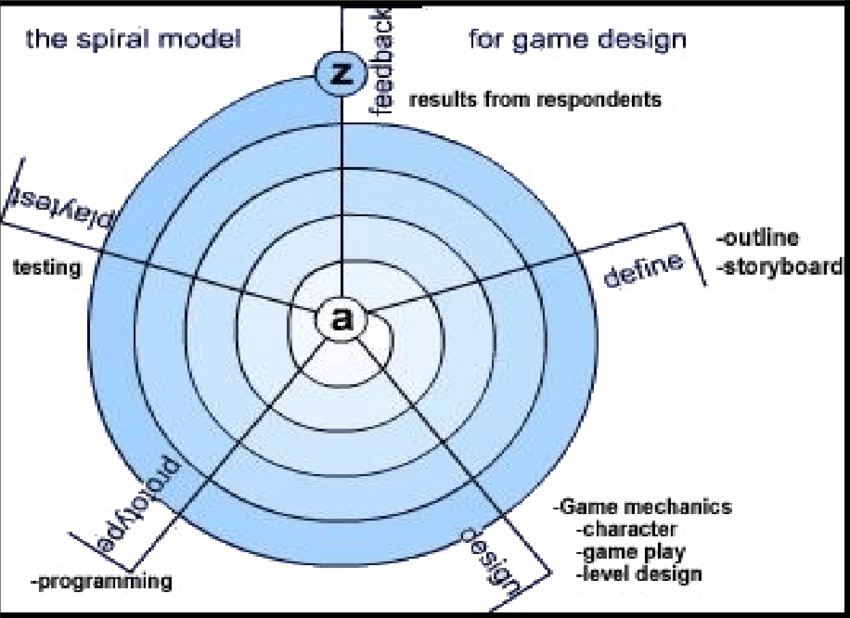 the spiral model
for game design
z
feedback
results from respondents
playtest
testing
define
-outline
-storyboard
a
prototype
-programming
design
-Game mechanics
-character
-game play
-level design